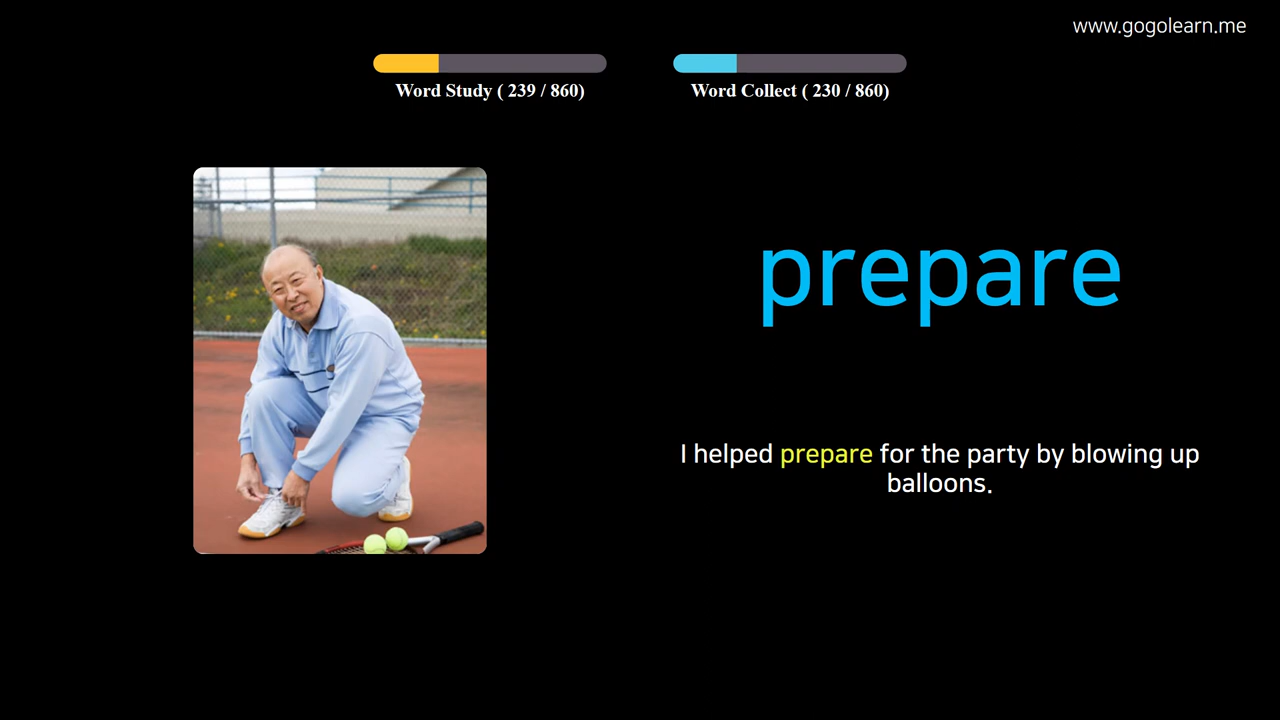 www.gogolearn.me
Word Study ( 239 / 860)
Word Collect ( 230 / 860)
prepare
I helped prepare for the party by blowing up
balloons.